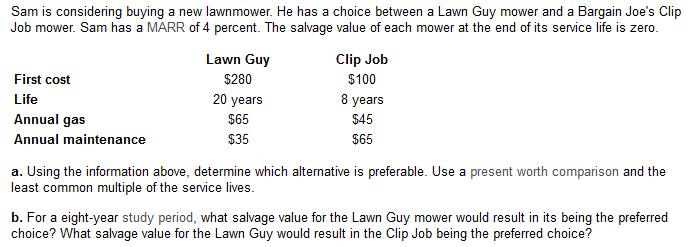 Sam is considering buying a new lawnmower. He has a choice between a Lawn Guy mower and a Bargain Joe's Clip
Job mower. Sam has a MARR of 4 percent. The salvage value of each mower at the end of its service life is zero.
Lawn Guy Clip Job
First cost $280 $100
Life 20 years 8 years
Annual gas $65 $45
Annual maintenance $35 $65
a. Using the information above, determine which alternative is preferable. Use a present worth comparison and the
least common multiple of the service lives.
b. For a eight-year study period, what salvage value for the Lawn Guy mower would result in its being the preferred
choice? What salvage value for the Lawn Guy would result in the Clip Job being the preferred choice?